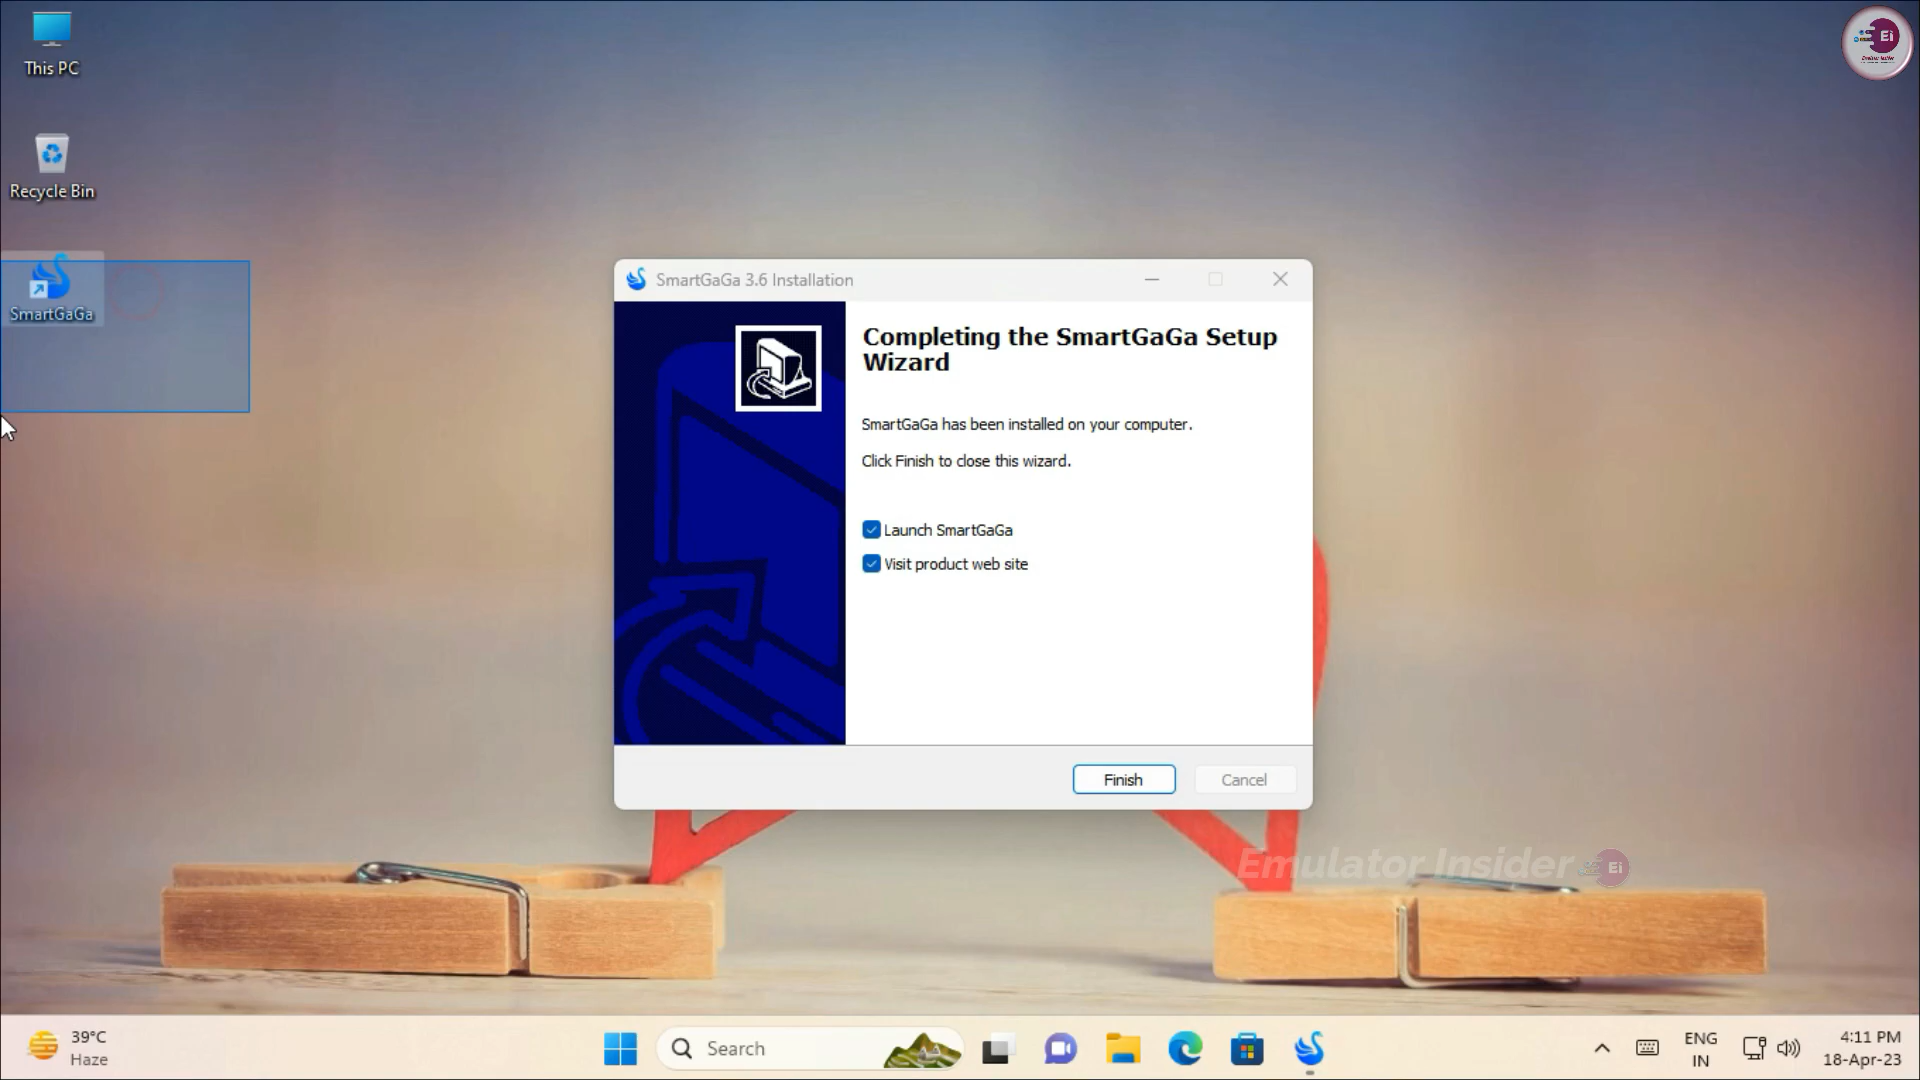 This PC
Recycle Bin
SmartGaGa
Ei
SmartGaGa 3.6 Installation
Completing the SmartGaGa Setup
Wizard
SmartGaGa has been installed on your computer.
Click Finish to close this wizard.
Launch SmartGaGa
Visit product web site
Finish
Cancel
Emulator Insider
Ei
39°C
Haze
Search
ENG
IN
4:11 PM
18-Apr-23